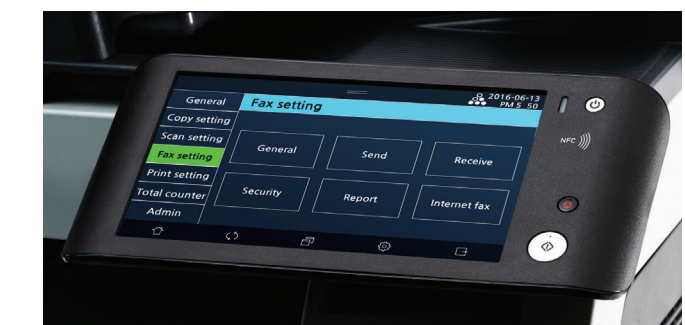 2016-06-13
PM 5 50
Fax setting
General
Copy setting
Scan setting
Fax setting
Print setting
Total counter
Admin
General
Send
Receive
Security
Report
Internet fax
NFC